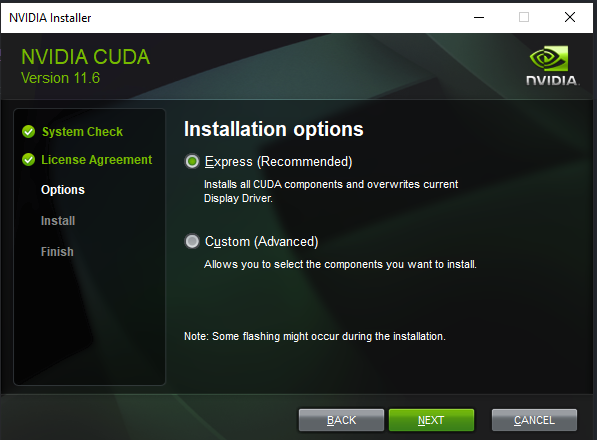 NVIDIA Installer
NVIDIA CUDA
Version 11.6
NVIDIA.
System Check
License Agreement
Options
Install
Finish
Installation options
Express (Recommended)
Installs all CUDA components and overwrites current
Display Driver.
Custom (Advanced)
Allows you to select the components you want to install.
Note: Some flashing might occur during the installation.
BACK
NEXT
CANCEL